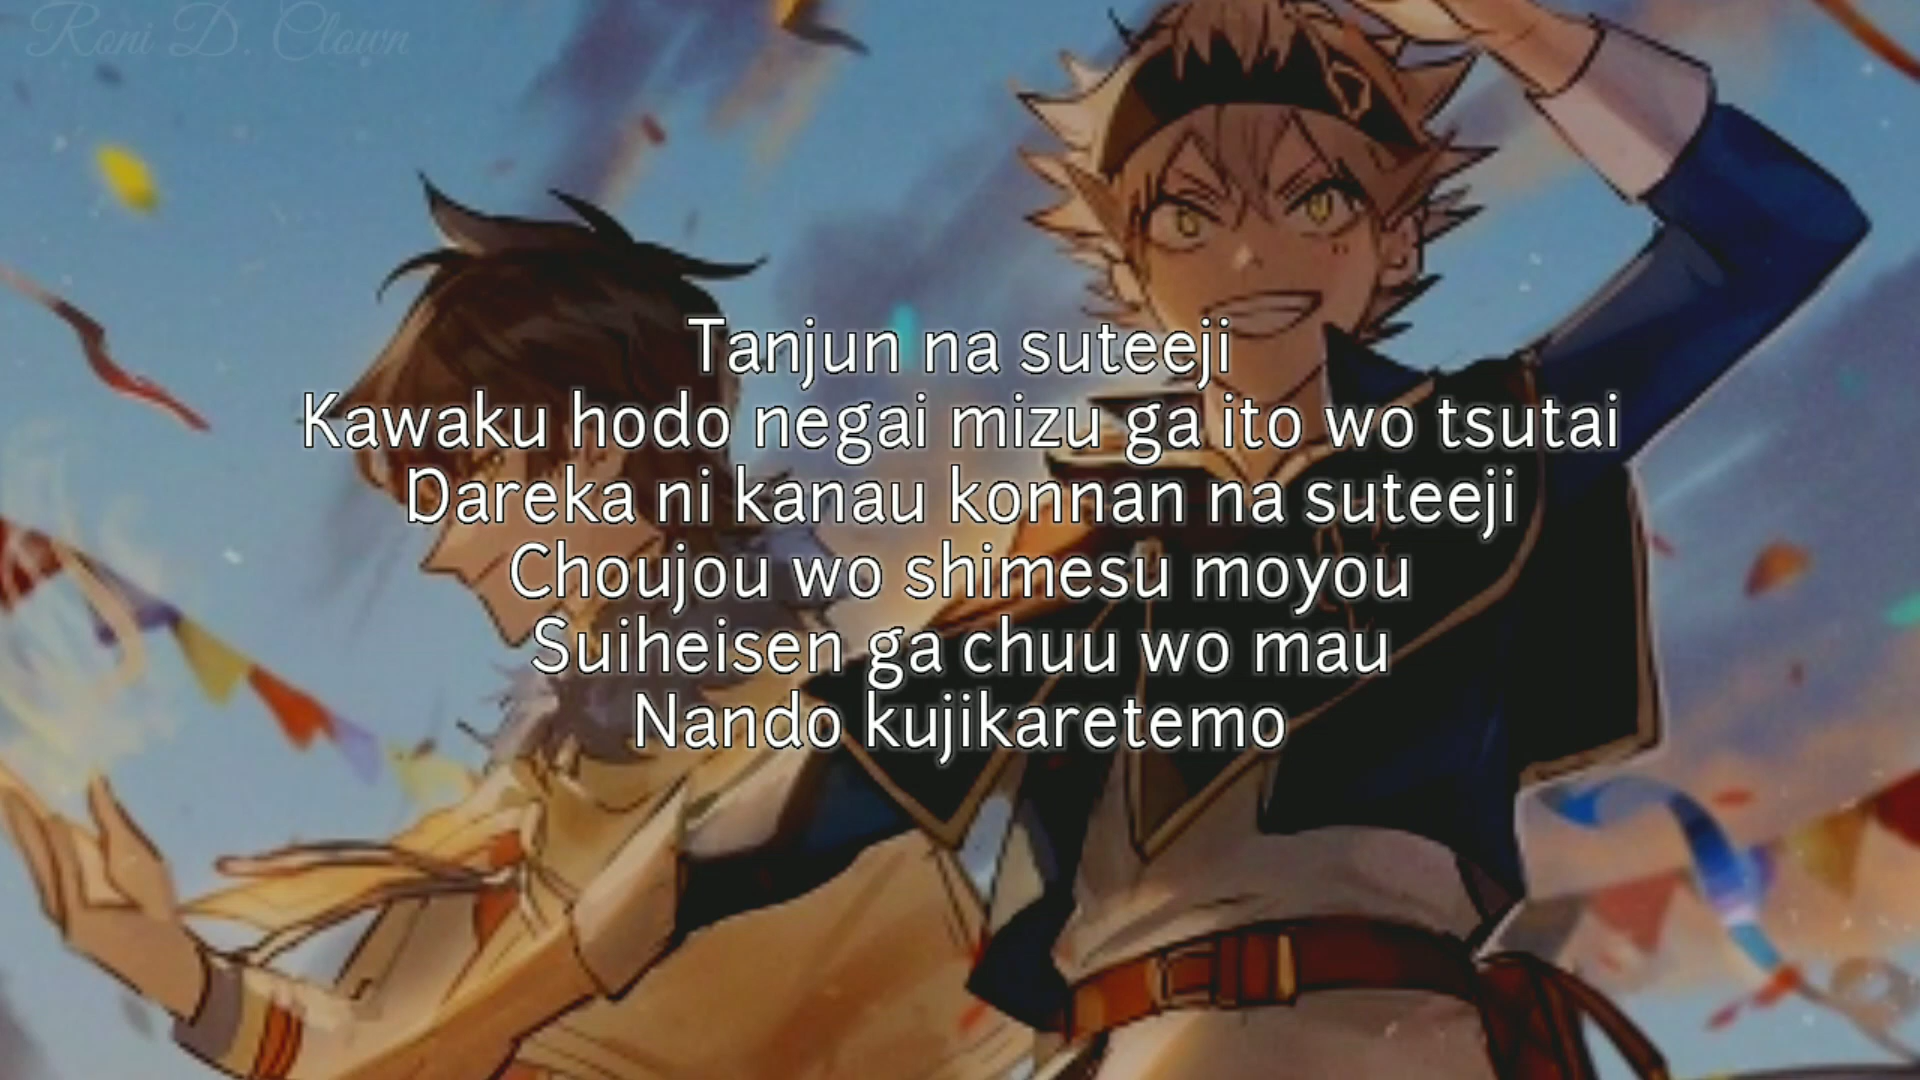 Roni D. Clown
Tanjun na suteeji
Kawaku hodo negai mizu ga ito wo tsutai
Dareka ni kanau konnan na suteeji
Choujou wo shimesu moyou
Suiheisen ga chuu wo mau
Nando kujikaretemo